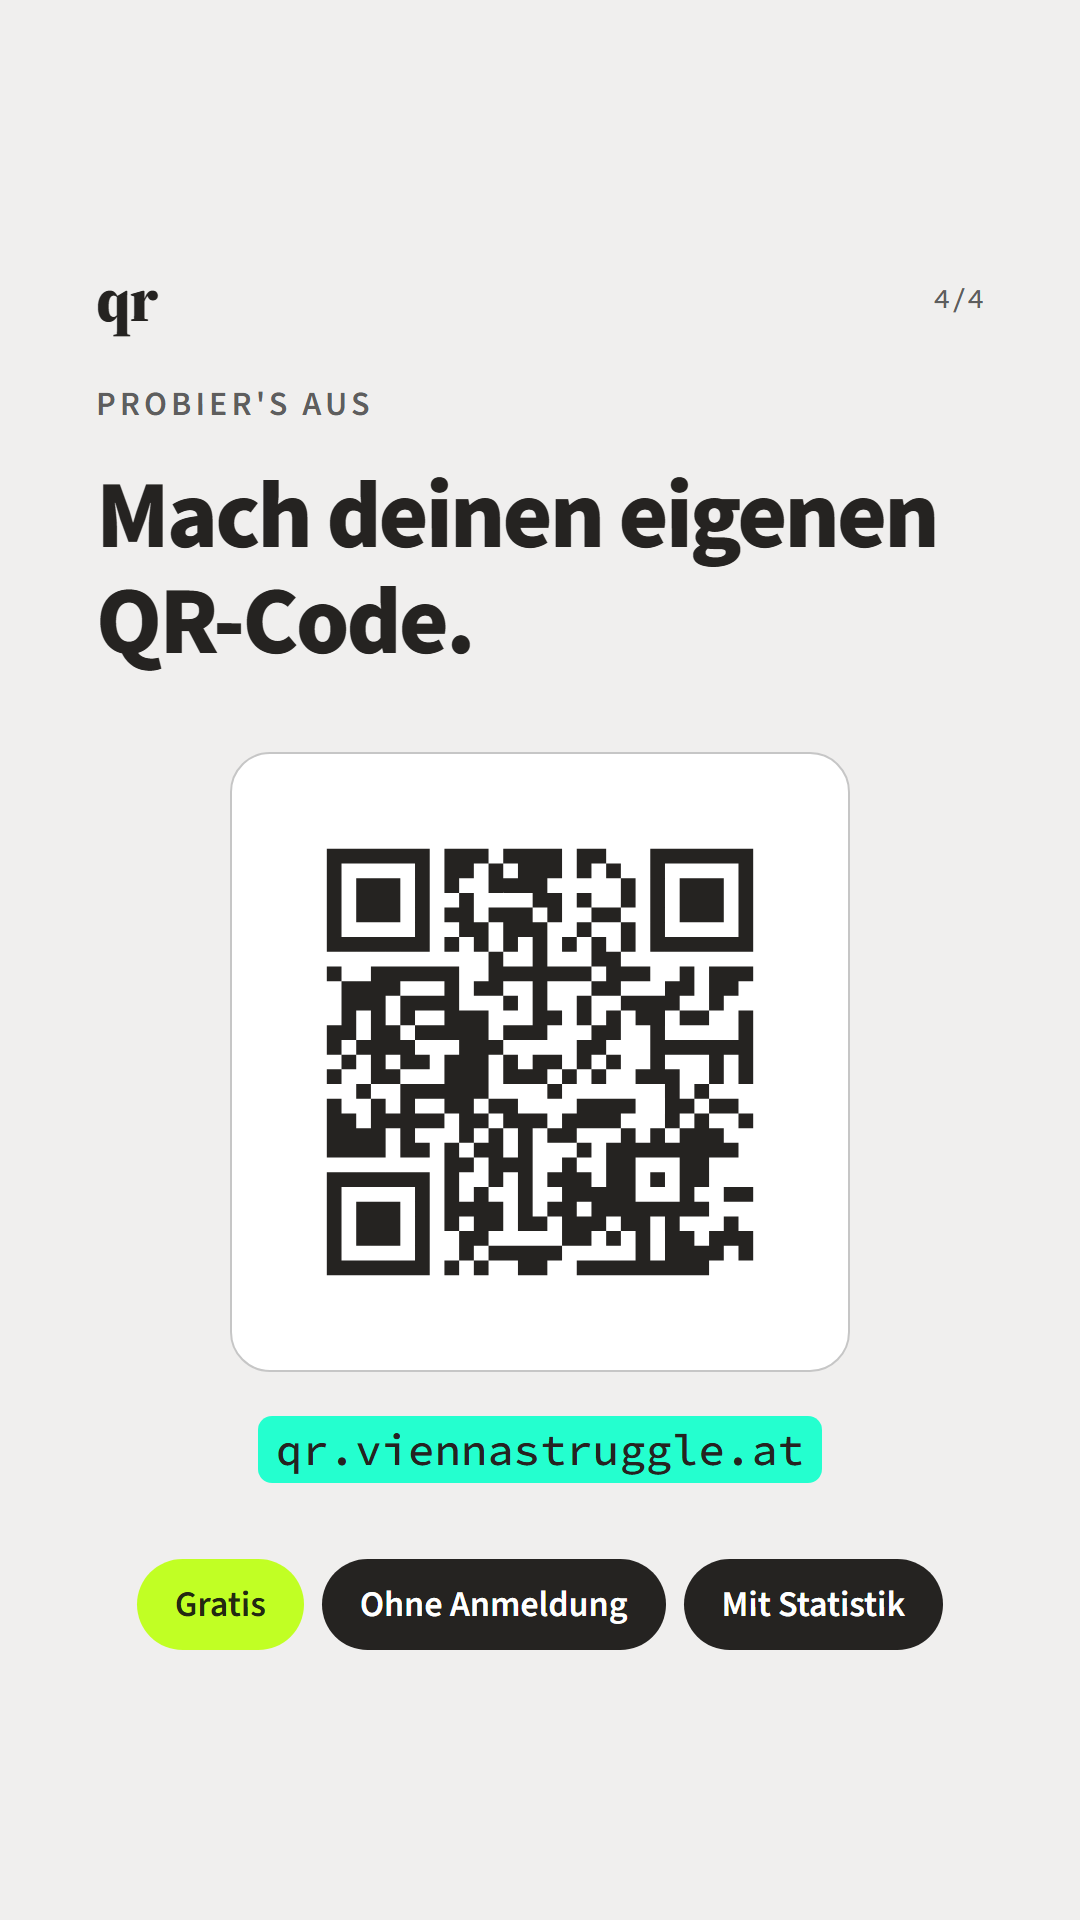 qr
4/4
PROBIER'S AUS
Mach deinen eigenen
QR-Code.
qr.viennastruggle.at
Gratis
Ohne Anmeldung
Mit Statistik